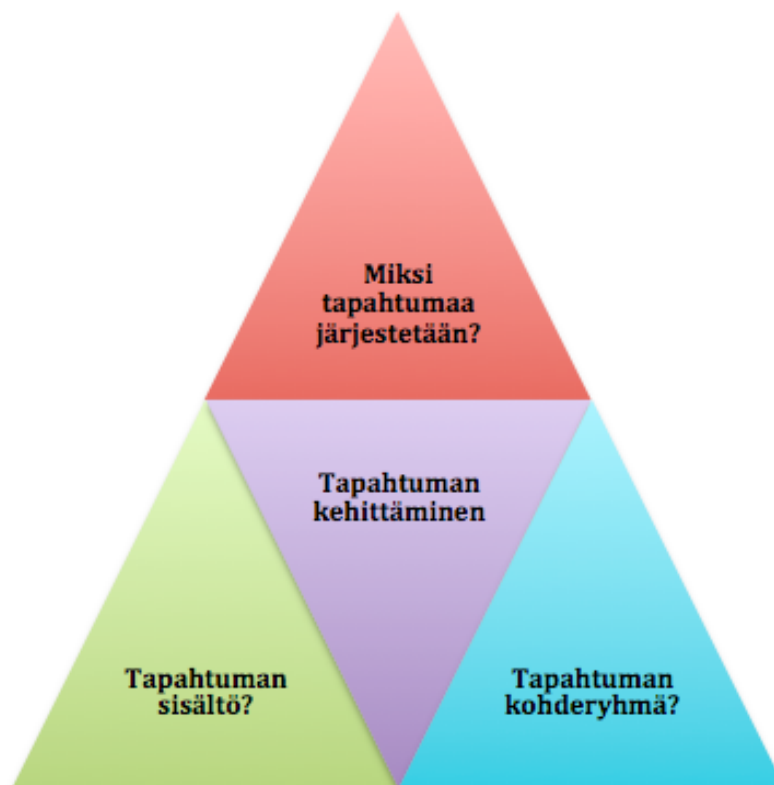 Miksi
tapahtumaa
järjestetään?
Tapahtuman
kehittäminen
Tapahtuman
sisältö?
Tapahtuman
kohderyhmä?